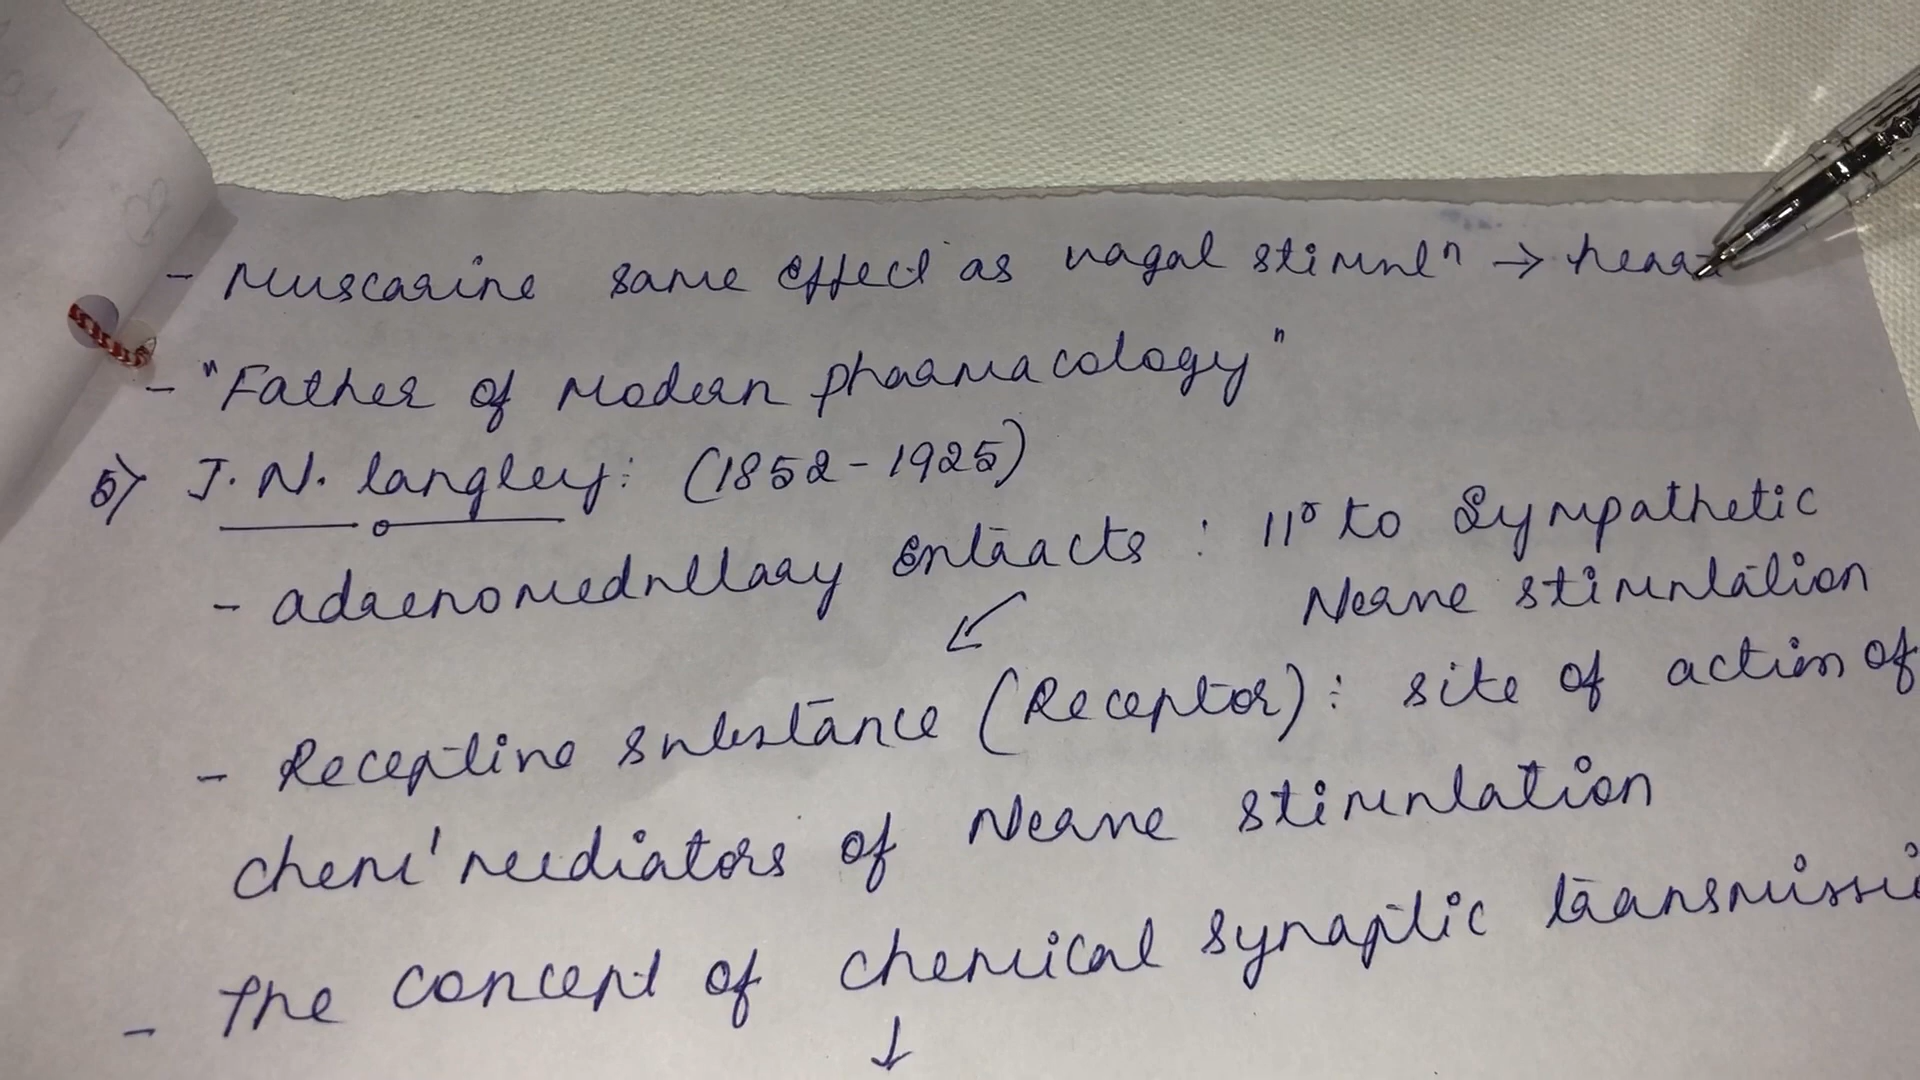 - Muscarine same effect as vagal stimulⁿ → heart
- "Father of Modern pharmacology"
5) J. N. langley: (1852-1925)
- adrenomedullary extracts : 11ʳ to Sympathetic
Nerve stimulation
- Receptive substance (Receptor): site of action of
chem' mediators of Nerve stimulation
- The concept of chemical synaptic transmissi
↓